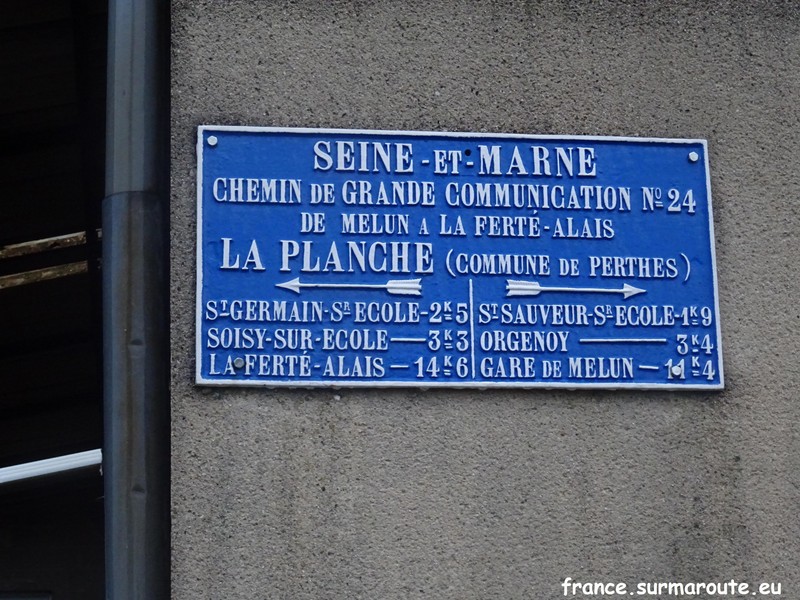 SEINE-ET-MARNE
CHEMIN DE GRANDE COMMUNICATION Nº 24
DE MELUN A LA FERTÉ-ALAIS
LA PLANCHE (COMMUNE DE PERTHES)
ST GERMAIN-SR ECOLE-2K5
SOISY-SUR-ECOLE — 3K3
LA FERTÉ-ALAIS — 14K6
ST SAUVEUR-SR ECOLE-1K9
ORGENOY — 3K4
GARE DE MELUN — 11K4
france.surmaroute.eu